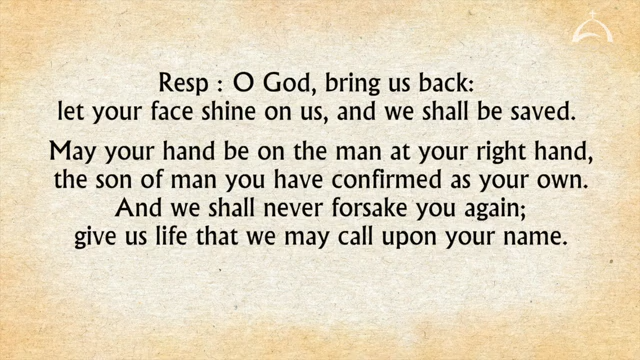 Resp : O God, bring us back:
let your face shine on us, and we shall be saved.
May your hand be on the man at your right hand,
the son of man you have confirmed as your own.
And we shall never forsake you again;
give us life that we may call upon your name.